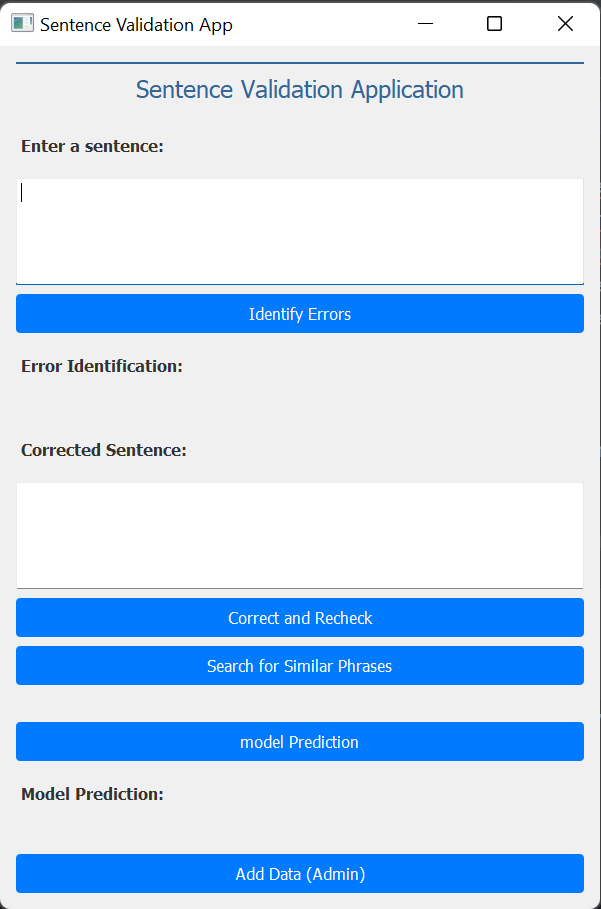 Sentence Validation App
Sentence Validation Application
Enter a sentence:
Identify Errors
Error Identification:
Corrected Sentence:
Correct and Recheck
Search for Similar Phrases
model Prediction
Model Prediction:
Add Data (Admin)